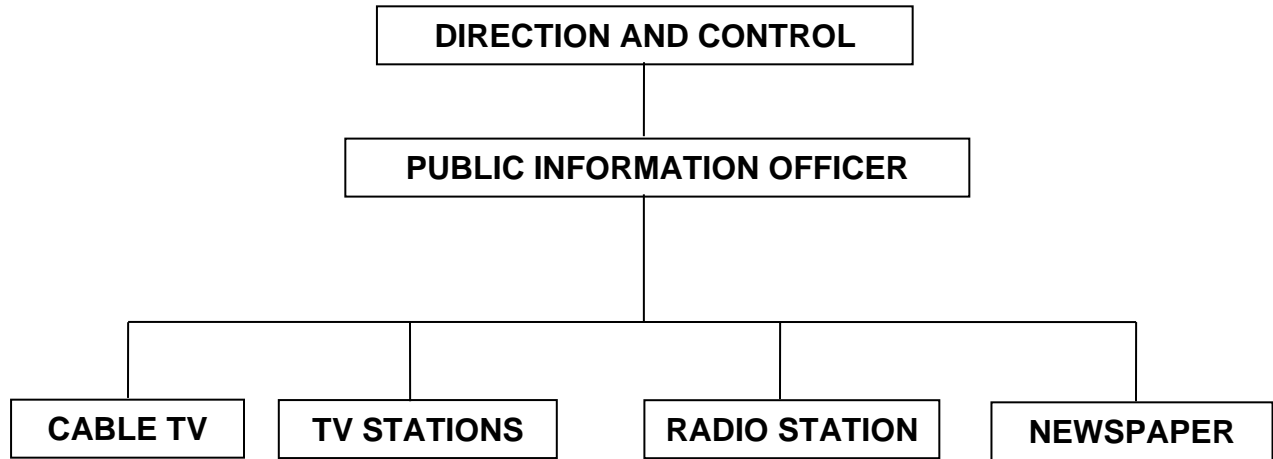 DIRECTION AND CONTROL
PUBLIC INFORMATION OFFICER
CABLE TV
TV STATIONS
RADIO STATION
NEWSPAPER